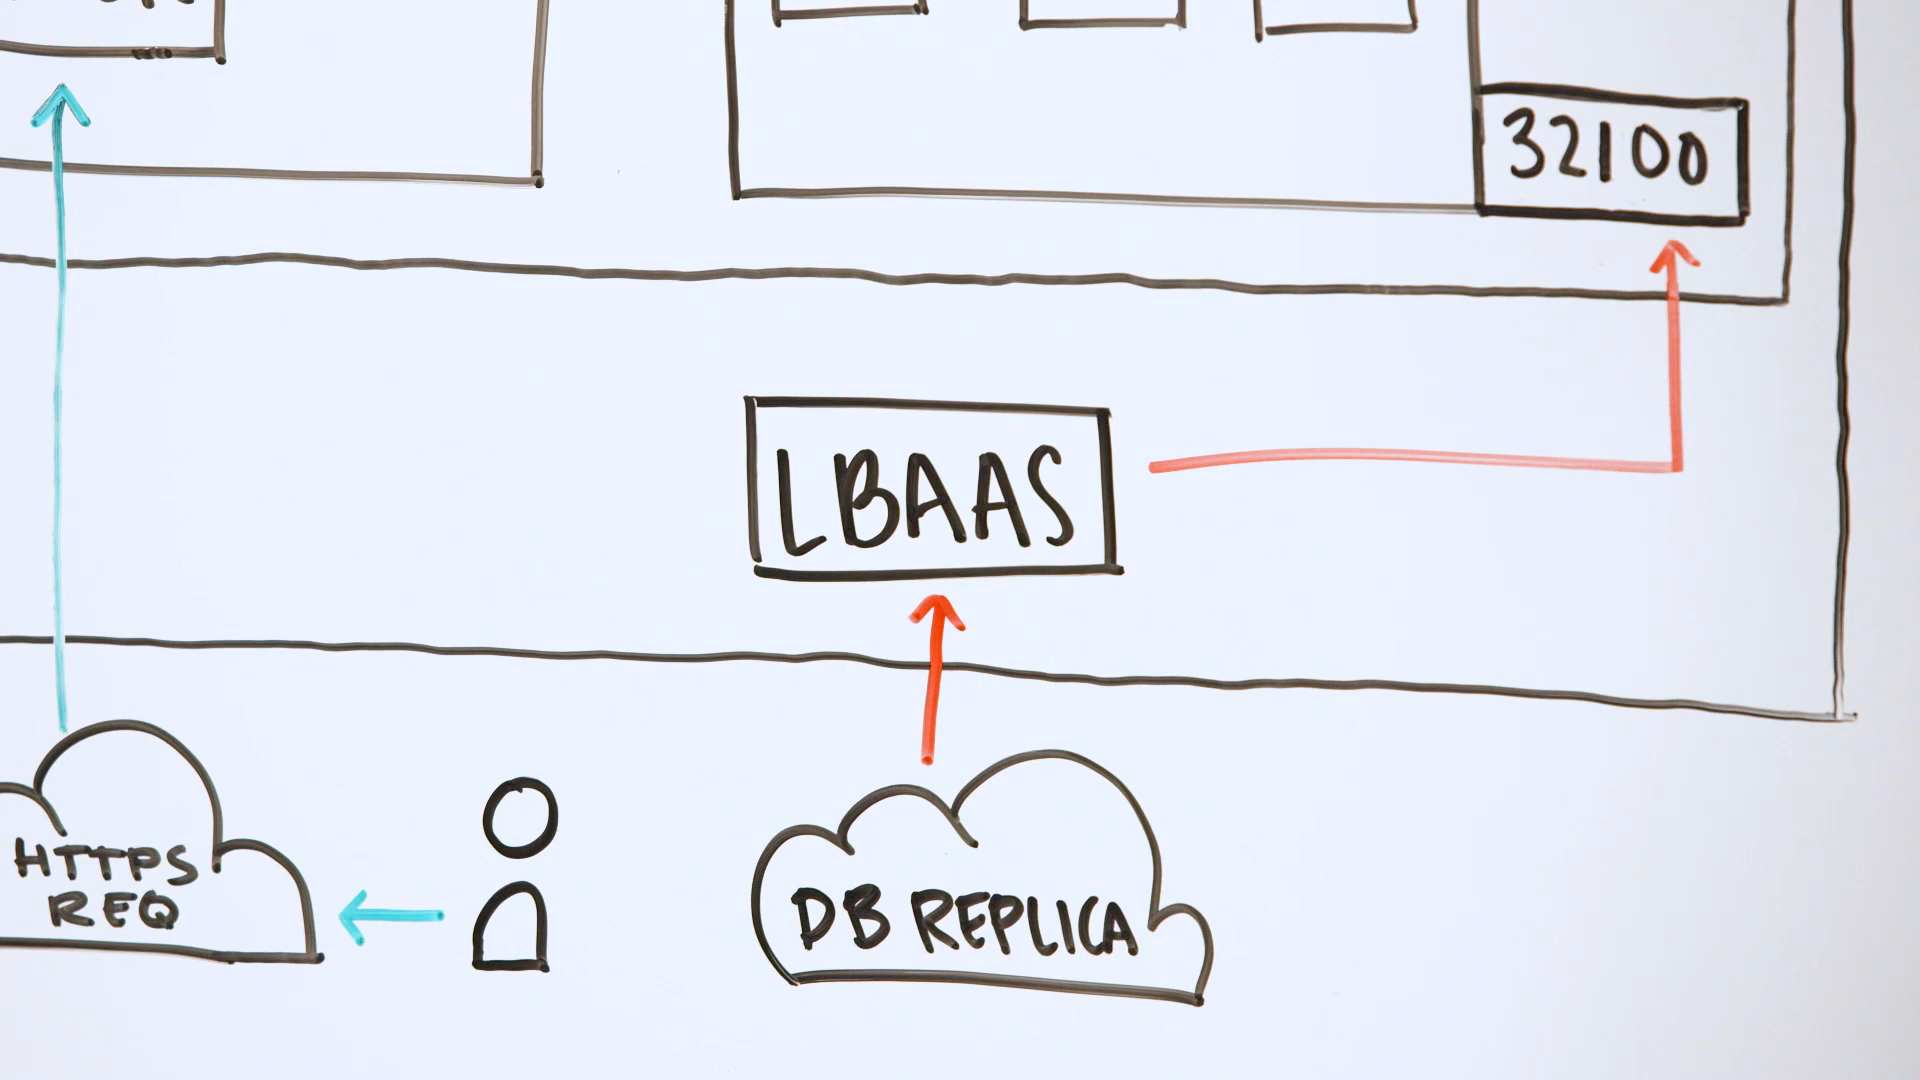 32100
LBAAS
HTTPS
REQ
DB REPLICA